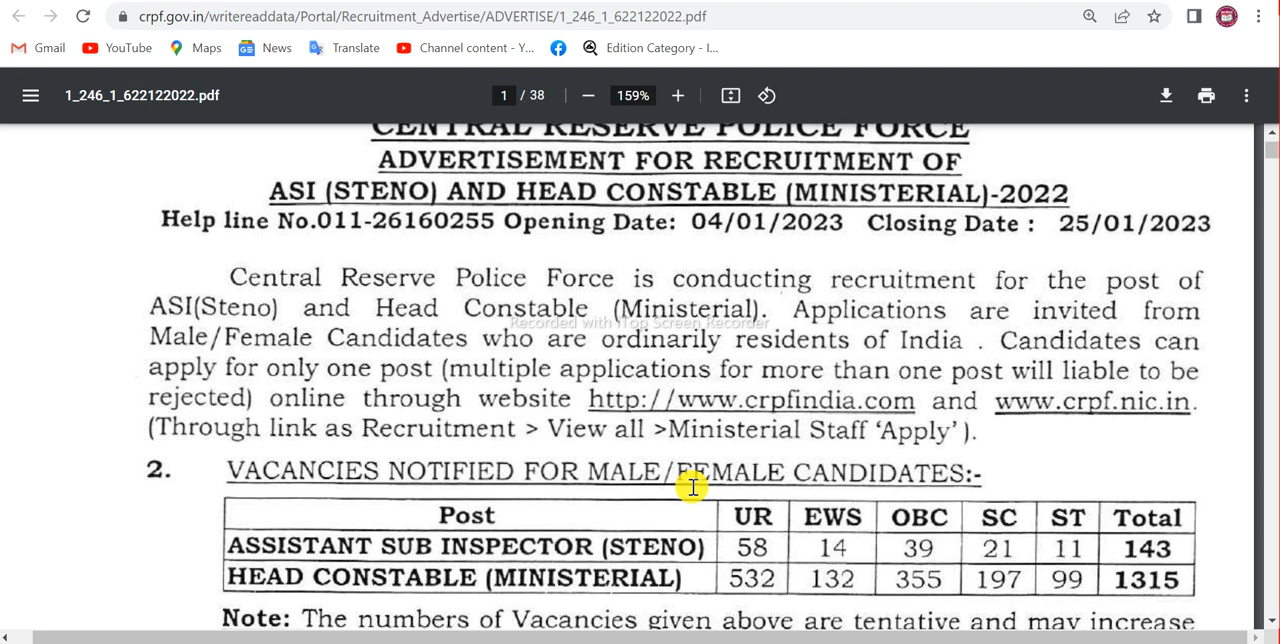 crpf.gov.in/writereaddata/Portal/Recruitment_Advertise/ADVERTISE/1_246_1_622122022.pdf
Gmail YouTube Maps News Translate Channel content - Y... Edition Category - I...
1_246_1_622122022.pdf 1 / 38 159%
CENTRAL RESERVE POLICE FORCE
ADVERTISEMENT FOR RECRUITMENT OF
ASI (STENO) AND HEAD CONSTABLE (MINISTERIAL)-2022
Help line No.011-26160255 Opening Date: 04/01/2023 Closing Date : 25/01/2023
Central Reserve Police Force is conducting recruitment for the post of
ASI(Steno) and Head Constable (Ministerial). Applications are invited from
Recorded with iTop Screen Recorder
Male/Female Candidates who are ordinarily residents of India . Candidates can
apply for only one post (multiple applications for more than one post will liable to be
rejected) online through website http://www.crpfindia.com and www.crpf.nic.in.
(Through link as Recruitment > View all >Ministerial Staff 'Apply' ).
2. VACANCIES NOTIFIED FOR MALE/FEMALE CANDIDATES:-
Post UR EWS OBC SC ST Total
ASSISTANT SUB INSPECTOR (STENO) 58 14 39 21 11 143
HEAD CONSTABLE (MINISTERIAL) 532 132 355 197 99 1315
Note: The numbers of Vacancies given above are tentative and may increase